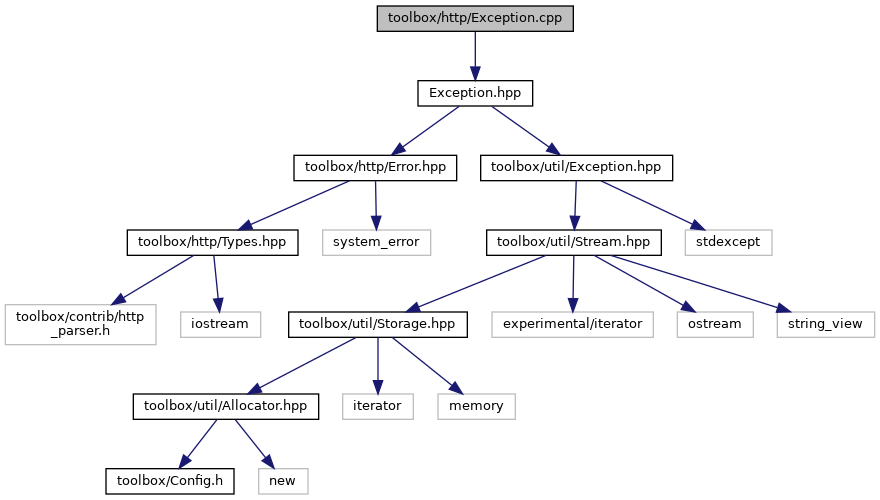 toolbox/http/Exception.cpp
Exception.hpp
toolbox/http/Error.hpp
toolbox/util/Exception.hpp
toolbox/http/Types.hpp
system_error
toolbox/util/Stream.hpp
stdexcept
toolbox/contrib/http
_parser.h
iostream
toolbox/util/Storage.hpp
experimental/iterator
ostream
string_view
toolbox/util/Allocator.hpp
iterator
memory
toolbox/Config.h
new